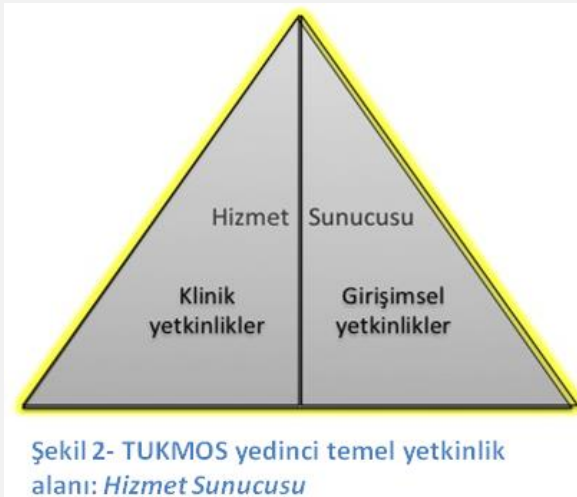 Hizmet Sunucusu
Klinik
yetkinlikler
Girişimsel
yetkinlikler
Şekil 2- TUKMOS yedinci temel yetkinlik
alanı: Hizmet Sunucusu